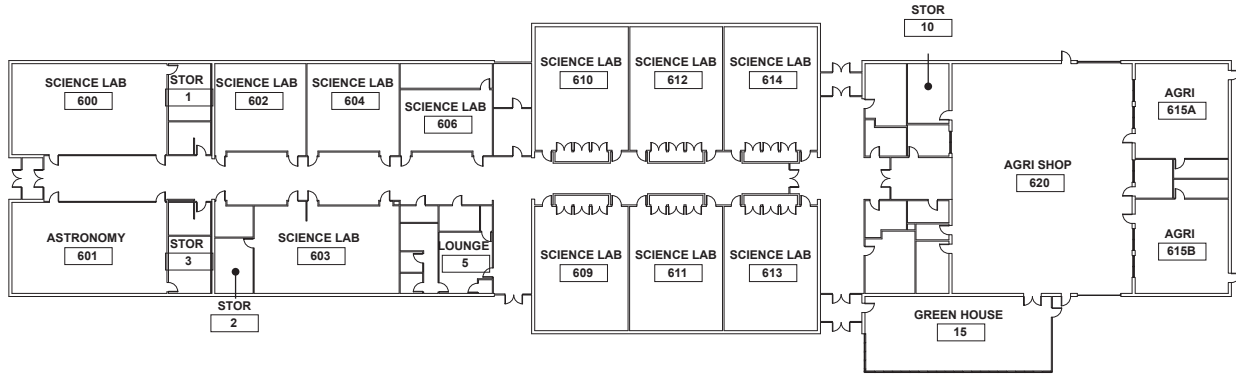 STOR
10
SCIENCE LAB
600
STOR
1
SCIENCE LAB
602
SCIENCE LAB
604
SCIENCE LAB
606
SCIENCE LAB
610
SCIENCE LAB
612
SCIENCE LAB
614
AGRI
615A
AGRI SHOP
620
ASTRONOMY
601
STOR
3
SCIENCE LAB
603
LOUNGE
5
SCIENCE LAB
609
SCIENCE LAB
611
SCIENCE LAB
613
AGRI
615B
STOR
2
GREEN HOUSE
15